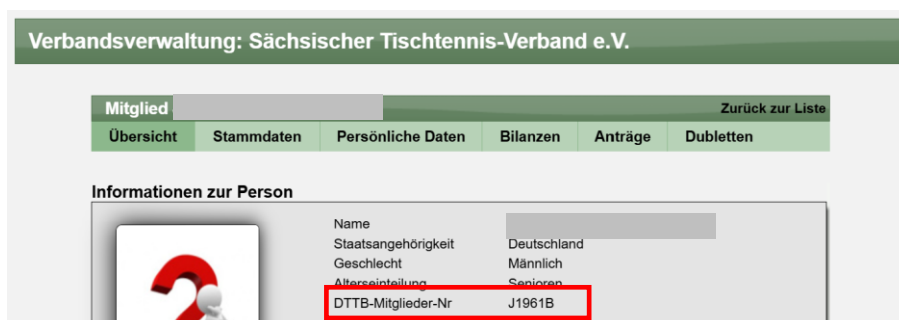 Verbandsverwaltung: Sächsischer Tischtennis-Verband e.V.
Mitglied Zurück zur Liste
Übersicht Stammdaten Persönliche Daten Bilanzen Anträge Dubletten
Informationen zur Person
Name
Staatsangehörigkeit Deutschland
Geschlecht Männlich
Alterseinteilung Senioren
DTTB-Mitglieder-Nr J1961B